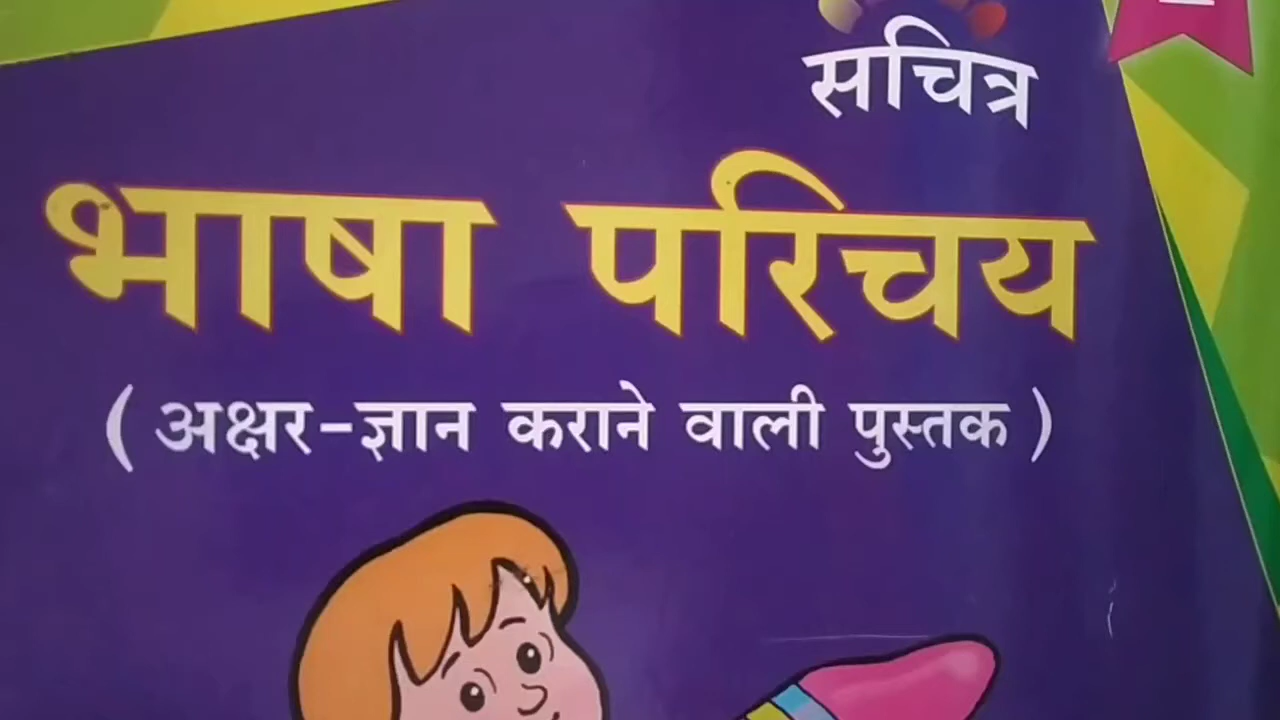 सचित्र
भाषा परिचय
( अक्षर-ज्ञान कराने वाली पुस्तक )